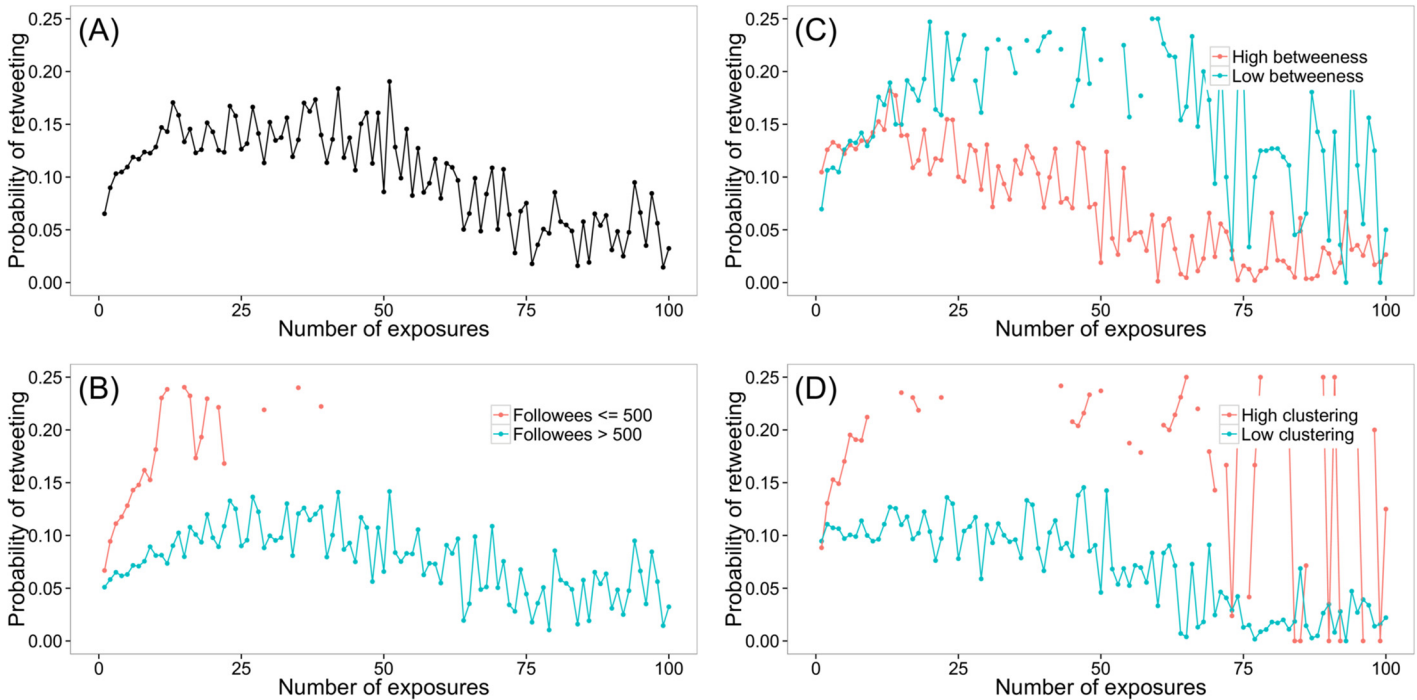 (A)
Probability of retweeting
0.25
0.20
0.15
0.10
0.05
0.00
0 25 50 75 100
Number of exposures
(C)
Probability of retweeting
0.25
0.20
0.15
0.10
0.05
0.00
High betweeness
Low betweeness
0 25 50 75 100
Number of exposures
(B)
Probability of retweeting
0.25
0.20
0.15
0.10
0.05
0.00
Followees <= 500
Followees > 500
0 25 50 75 100
Number of exposures
(D)
Probability of retweeting
0.25
0.20
0.15
0.10
0.05
0.00
High clustering
Low clustering
0 25 50 75 100
Number of exposures